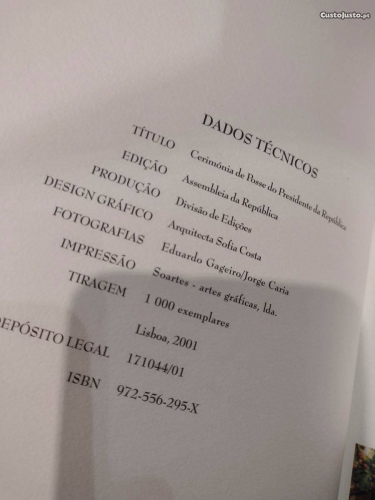 CustoJusto.pt
DADOS TÉCNICOS
TÍTULO Cerimónia de Posse do Presidente da República
EDIÇÃO Assembleia da República
PRODUÇÃO Divisão de Edições
DESIGN GRÁFICO Arquitecta Sofia Costa
FOTOGRAFIAS Eduardo Gageiro/Jorge Caria
IMPRESSÃO Soartes - artes gráficas, lda.
TIRAGEM 1 000 exemplares
Lisboa, 2001
DEPÓSITO LEGAL 171044/01
ISBN 972-556-295-X